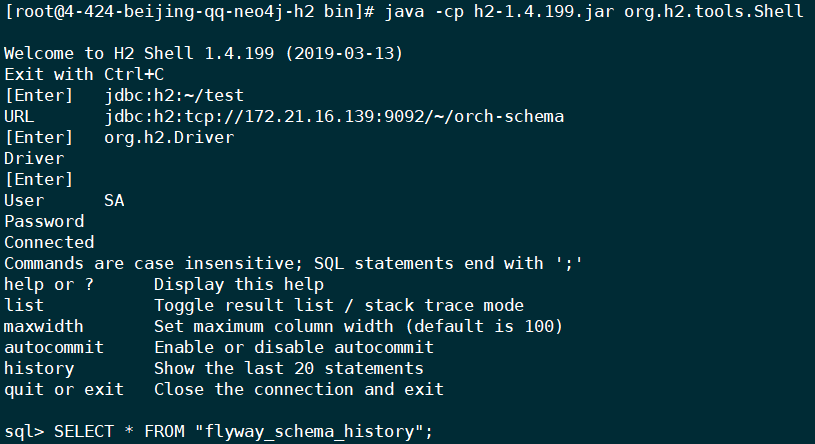 [root@4-424-beijing-qq-neo4j-h2 bin]# java -cp h2-1.4.199.jar org.h2.tools.Shell
Welcome to H2 Shell 1.4.199 (2019-03-13)
Exit with Ctrl+C
[Enter]   jdbc:h2:~/test
URL       jdbc:h2:tcp://172.21.16.139:9092/~/orch-schema
[Enter]   org.h2.Driver
Driver
[Enter]
User      SA
Password
Connected
Commands are case insensitive; SQL statements end with ';'
help or ?      Display this help
list           Toggle result list / stack trace mode
maxwidth       Set maximum column width (default is 100)
autocommit     Enable or disable autocommit
history        Show the last 20 statements
quit or exit   Close the connection and exit
sql> SELECT * FROM "flyway_schema_history";